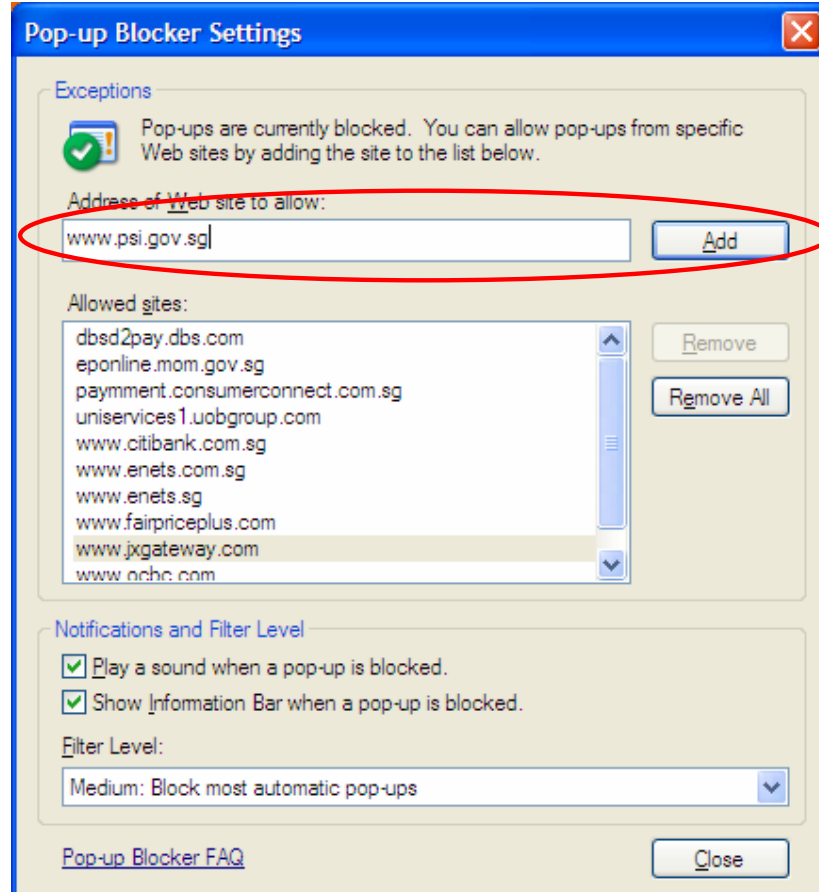 Pop-up Blocker Settings
Exceptions
Pop-ups are currently blocked. You can allow pop-ups from specific
Web sites by adding the site to the list below.
Address of Web site to allow:
www.psi.gov.sg
Add
Allowed sites:
dbsd2pay.dbs.com
eponline.mom.gov.sg
paymment.consumerconnect.com.sg
uniservices1.uobgroup.com
www.citibank.com.sg
www.enets.com.sg
www.enets.sg
www.fairpriceplus.com
www.jxgateway.com
www.ocbc.com
Remove
Remove All
Notifications and Filter Level
Play a sound when a pop-up is blocked.
Show Information Bar when a pop-up is blocked.
Filter Level:
Medium: Block most automatic pop-ups
Pop-up Blocker FAQ
Close